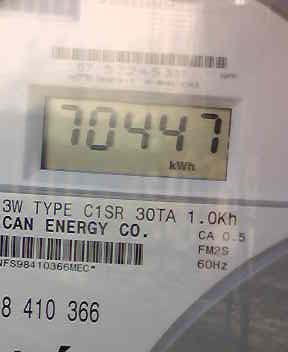 70447
kWh
3W TYPE C1SR 30TA 1.0Kh
CAN ENERGY CO.
CA 0.5
FM2S
60Hz
NFS98410366MEC*
8 410 366